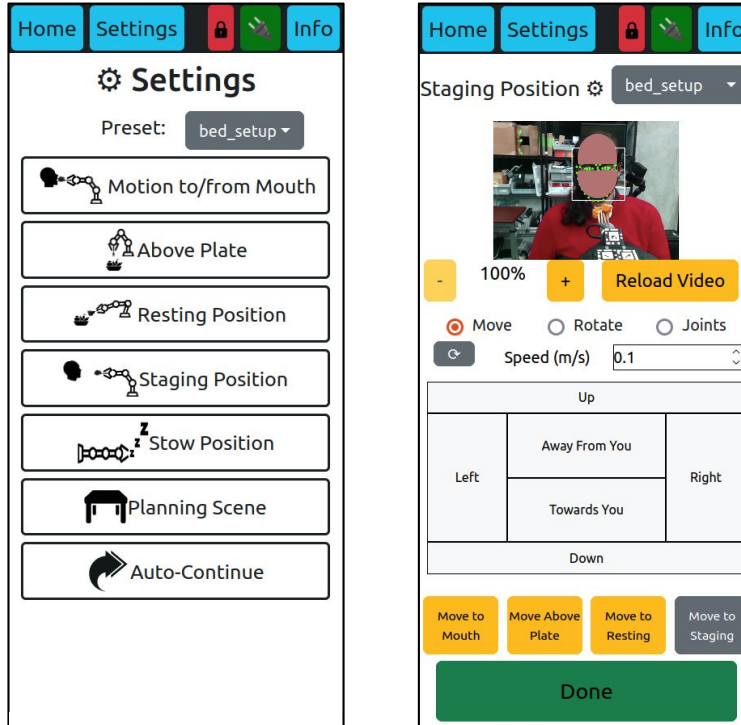 Home Settings Info
⚙ Settings
Preset: bed_setup
Motion to/from Mouth
Above Plate
Resting Position
Staging Position
z z Z
Stow Position
Planning Scene
Auto-Continue
Home Settings Info
Staging Position ⚙ bed_setup
- 100% + Reload Video
Move Rotate Joints
Speed (m/s) 0.1
Up
Left
Away From You
Towards You
Right
Down
Move to Mouth
Move Above Plate
Move to Resting
Move to Staging
Done